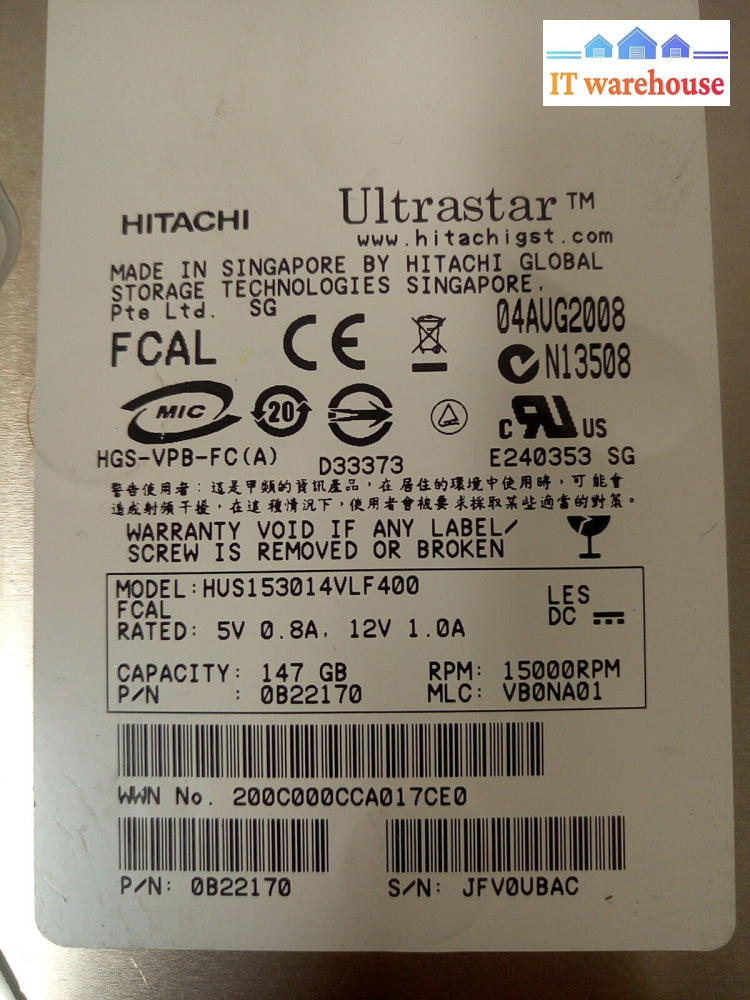 IT warehouse
HITACHI Ultrastar™
www.hitachigst.com
MADE IN SINGAPORE BY HITACHI GLOBAL
STORAGE TECHNOLOGIES SINGAPORE,
Pte Ltd. SG
04AUG2008
FCAL CE
N13508
MIC 20
c RU US
HGS-VPB-FC(A) D33373 E240353 SG
警告使用者:這是甲類的資訊產品,在居住的環境中使用時,可能會
造成射頻干擾,在這種情況下,使用者會被要求採取某些適當的對策。
WARRANTY VOID IF ANY LABEL/
SCREW IS REMOVED OR BROKEN
MODEL:HUS153014VLF400
FCAL
LES
DC
RATED: 5V 0.8A, 12V 1.0A
CAPACITY: 147 GB RPM: 15000RPM
P/N : 0B22170 MLC: VB0NA01
WWN No. 200C000CCA017CE0
P/N: 0B22170 S/N: JFV0UBAC